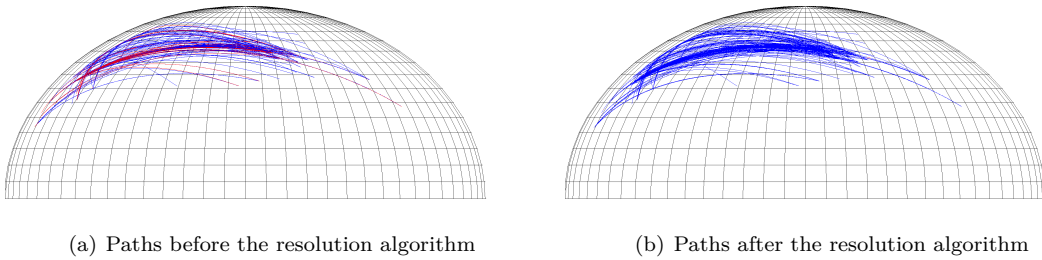 (a) Paths before the resolution algorithm
(b) Paths after the resolution algorithm